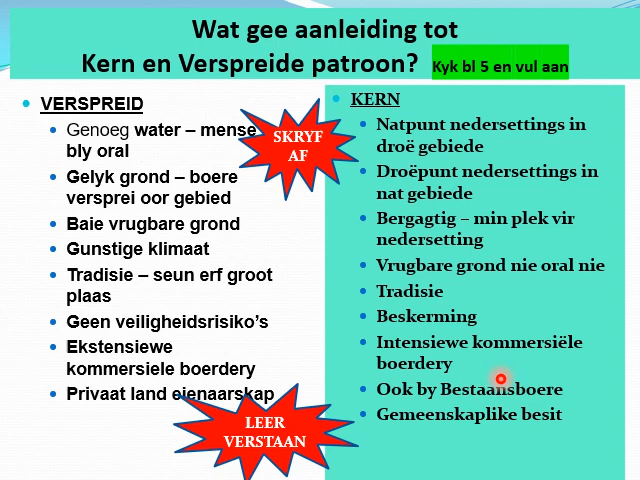 Wat gee aanleiding tot
Kern en Verspreide patroon? Kyk bl 5 en vul aan
VERSPREID
Genoeg water – mense
bly oral
Gelyk grond – boere
versprei oor gebied
Baie vrugbare grond
Gunstige klimaat
Tradisie – seun erf groot
plaas
Geen veiligheidsrisiko's
Ekstensiewe
kommersiele boerdery
Privaat land eienaarskap
SKRYF
AF
LEER
VERSTAAN
KERN
Natpunt nedersettings in
droë gebiede
Droëpunt nedersettings in
nat gebiede
Bergagtig – min plek vir
nedersetting
Vrugbare grond nie oral nie
Tradisie
Beskerming
Intensiewe kommersiële
boerdery
Ook by Bestaansboere
Gemeenskaplike besit